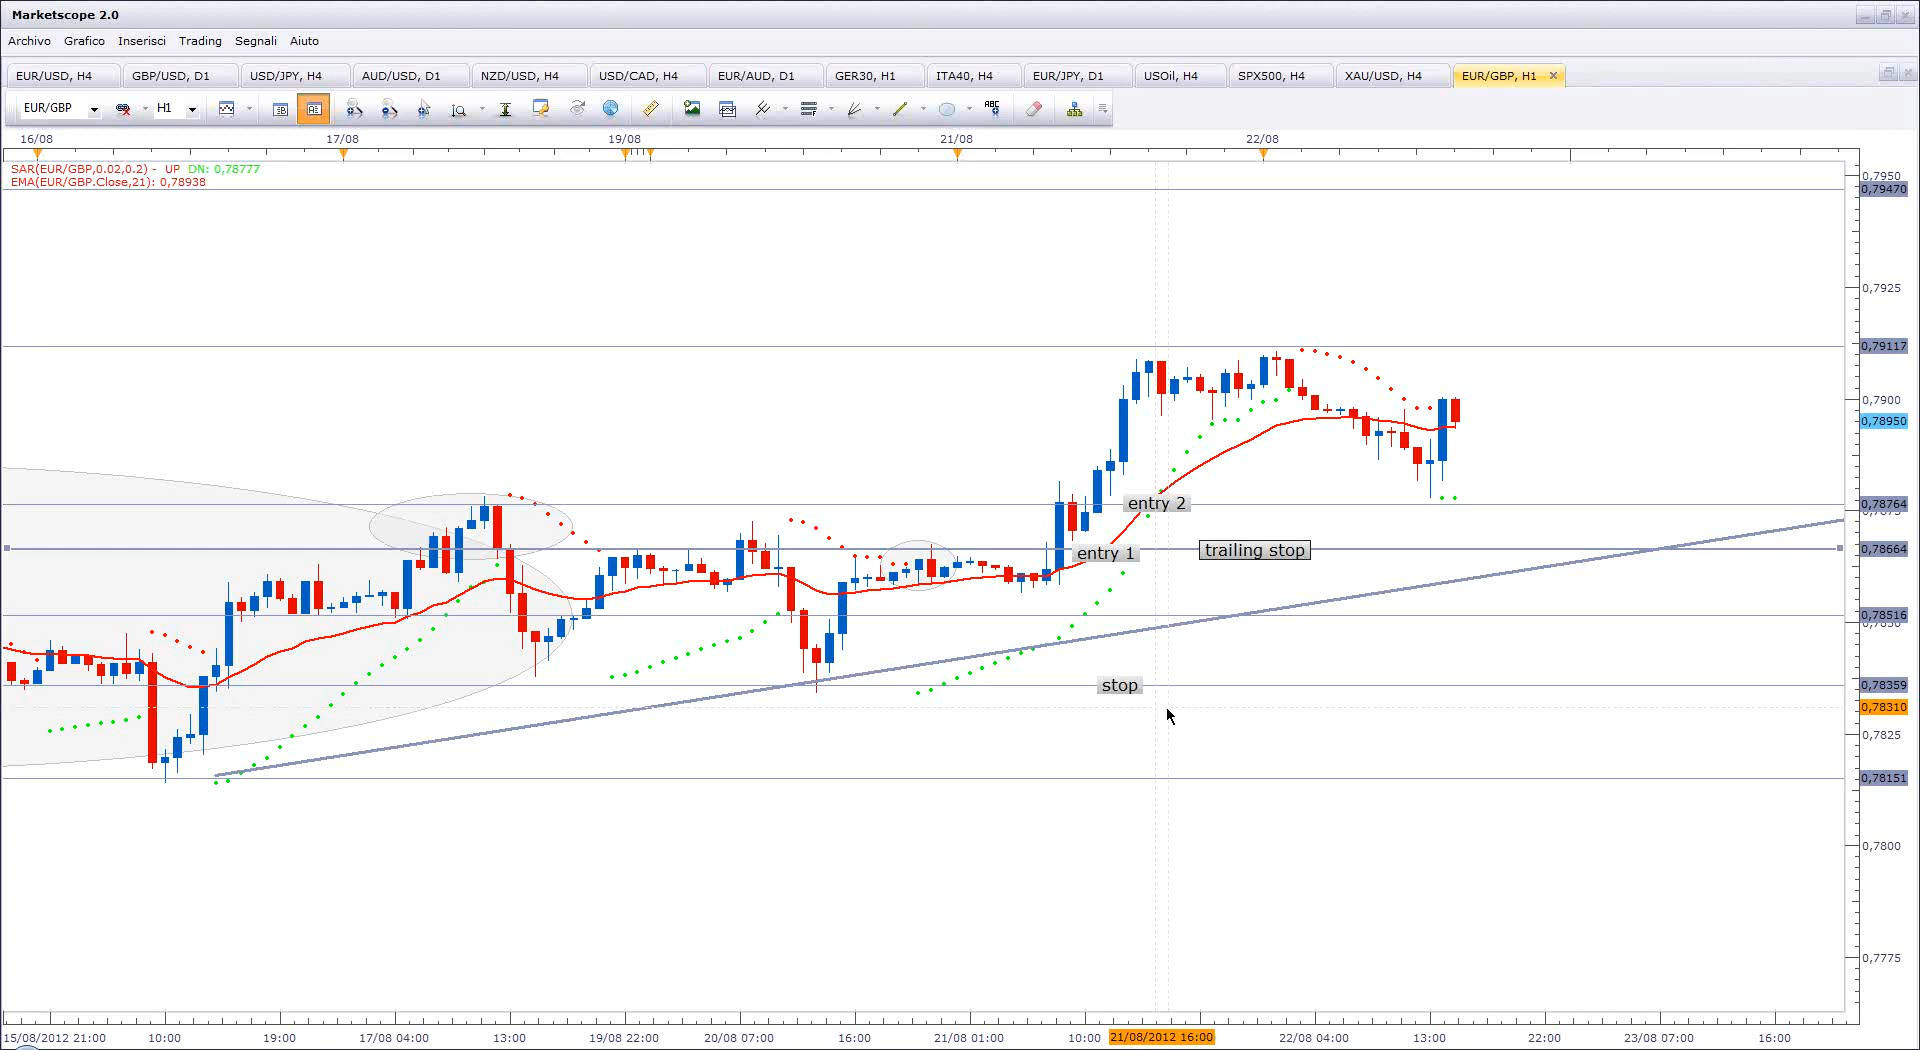 Marketscope 2.0
Archivo Grafico Inserisci Trading Segnali Aiuto
EUR/USD, H4 GBP/USD, D1 USD/JPY, H4 AUD/USD, D1 NZD/USD, H4 USD/CAD, H4 EUR/AUD, D1 GER30, H1 ITA40, H4 EUR/JPY, D1 USOil, H4 SPX500, H4 XAU/USD, H4 EUR/GBP, H1
EUR/GBP H1 ABC
16/08 17/08 19/08 21/08 22/08
SAR(EUR/GBP,0.02,0.2) - UP DN: 0,78777
EMA(EUR/GBP.Close,21): 0,78938
0,7950
0,79470
0,7925
0,79117
0,7900
0,78950
entry 2
0,78764
entry 1
trailing stop
0,78664
0,78516
0,7850
stop
0,78359
0,78310
0,7825
0,78151
0,7800
0,7775
15/08/2012 21:00 10:00 19:00 17/08 04:00 13:00 19/08 22:00 20/08 07:00 16:00 21/08 01:00 10:00 21/08/2012 16:00 22/08 04:00 13:00 22:00 23/08 07:00 16:00